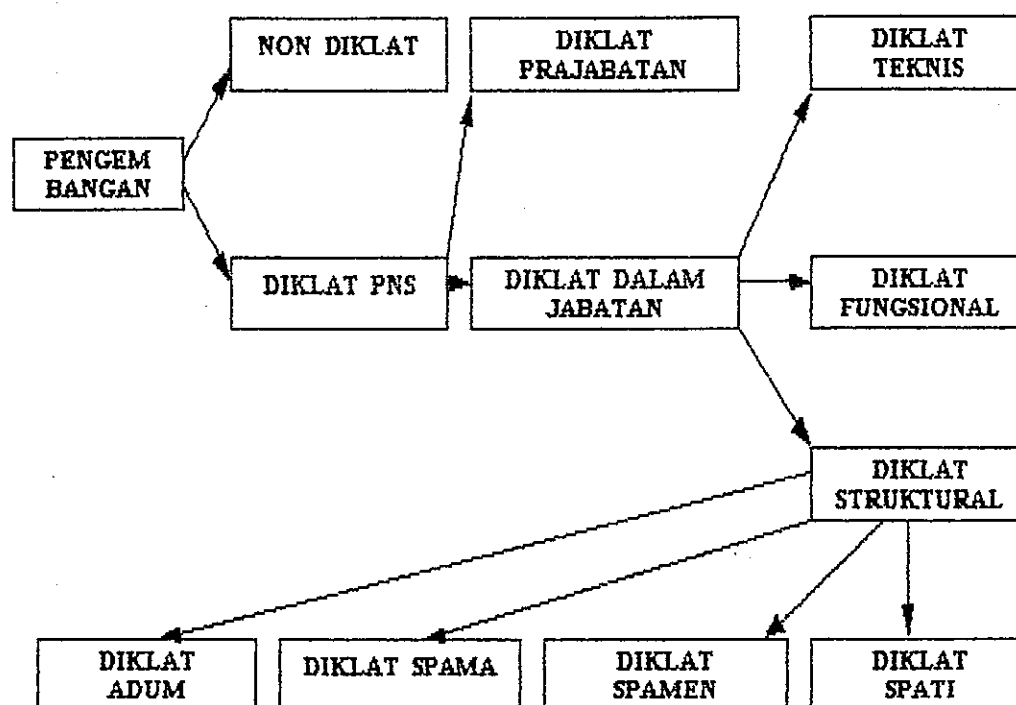 NON DIKLAT
DIKLAT
PRAJABATAN
DIKLAT
TEKNIS
PENGEM
BANGAN
DIKLAT PNS
DIKLAT DALAM
JABATAN
DIKLAT
FUNGSIONAL
DIKLAT
STRUKTURAL
DIKLAT
ADUM
DIKLAT SPAMA
DIKLAT
SPAMEN
DIKLAT
SPATI